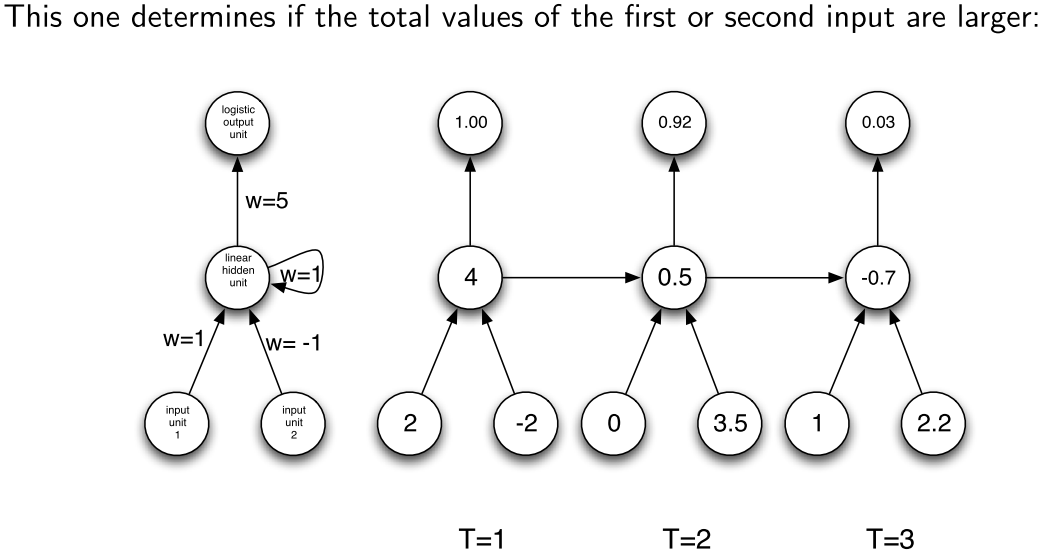 This one determines if the total values of the first or second input are larger:
logistic
output
unit
1.00
0.92
0.03
w=5
linear
hidden
unit
w=1
4
0.5
-0.7
w=1
w= -1
input
unit
1
input
unit
2
2
-2
0
3.5
1
2.2
T=1
T=2
T=3